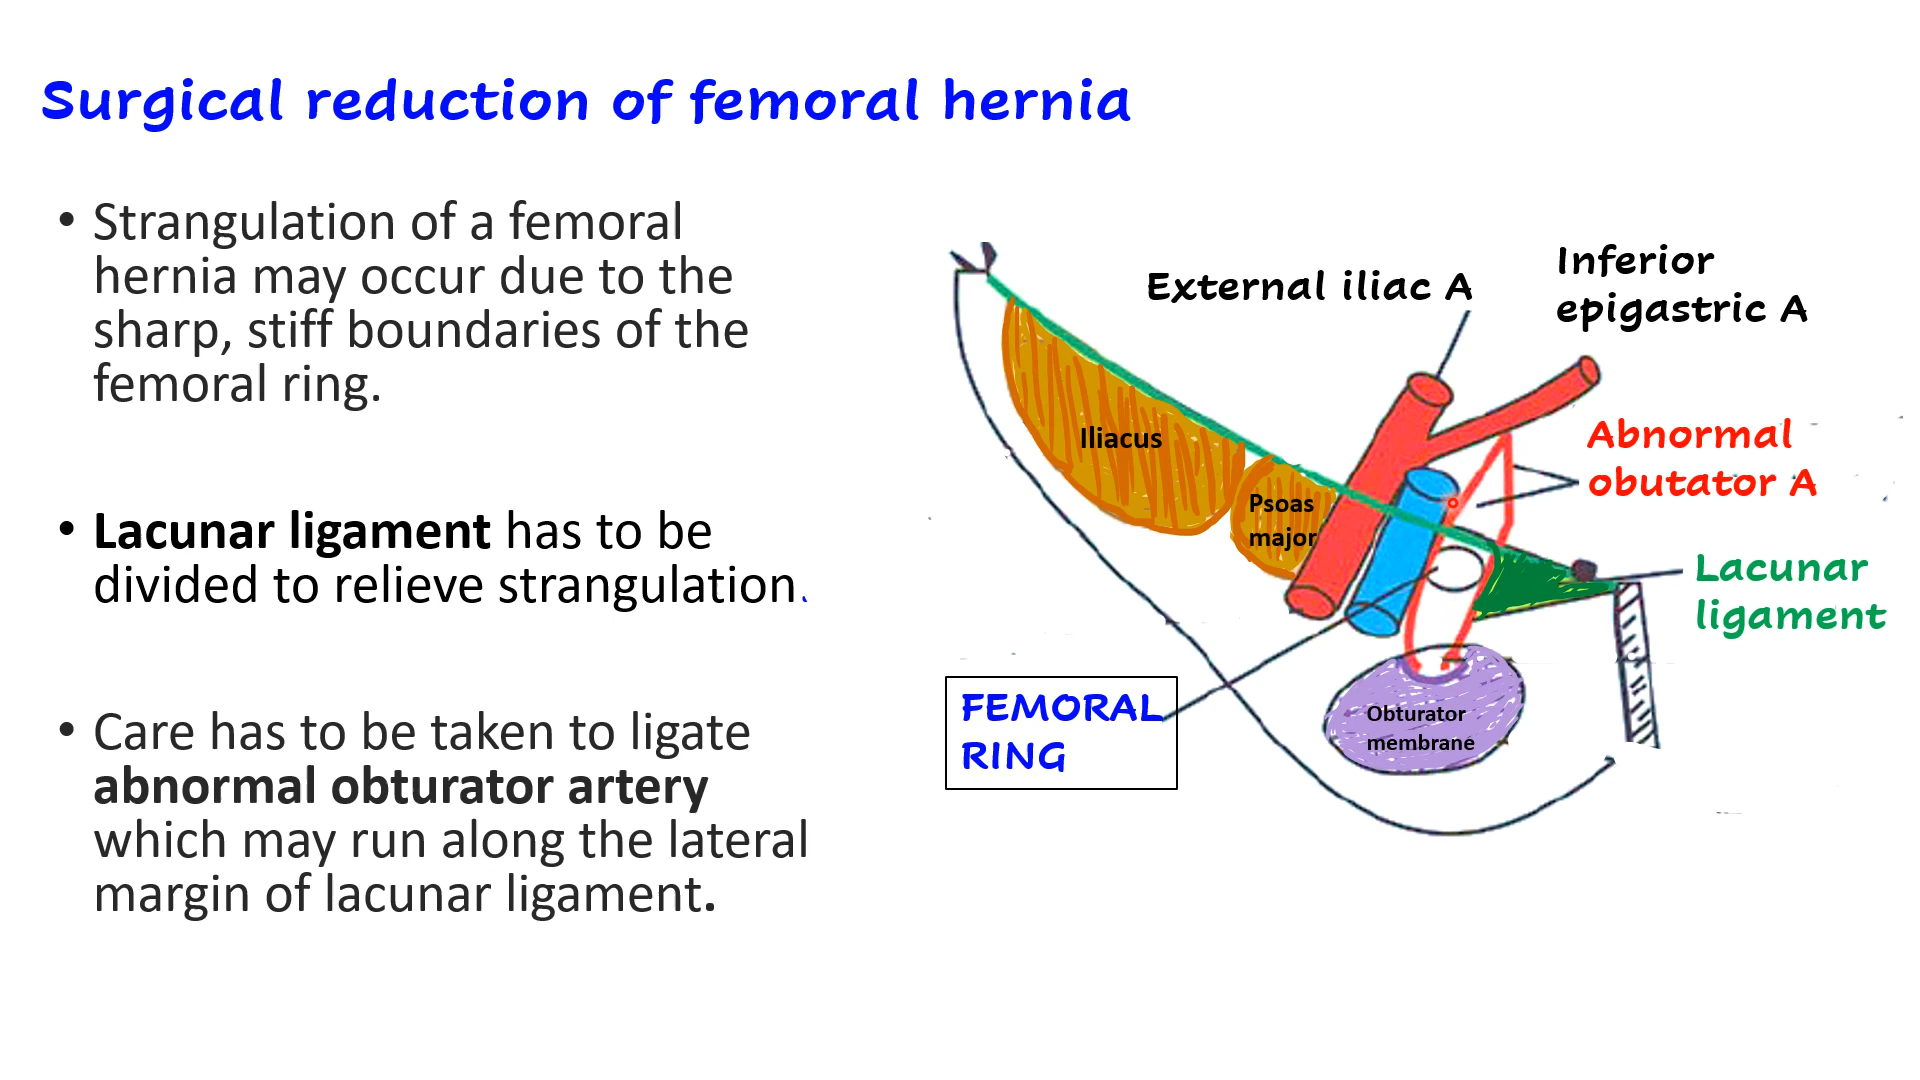 Surgical reduction of femoral hernia
• Strangulation of a femoral
hernia may occur due to the
sharp, stiff boundaries of the
femoral ring.
• Lacunar ligament has to be
divided to relieve strangulation.
• Care has to be taken to ligate
abnormal obturator artery
which may run along the lateral
margin of lacunar ligament.
External iliac A
Inferior
epigastric A
Abnormal
obutator A
Iliacus
Psoas
major
Lacunar
ligament
FEMORAL
RING
Obturator
membrane